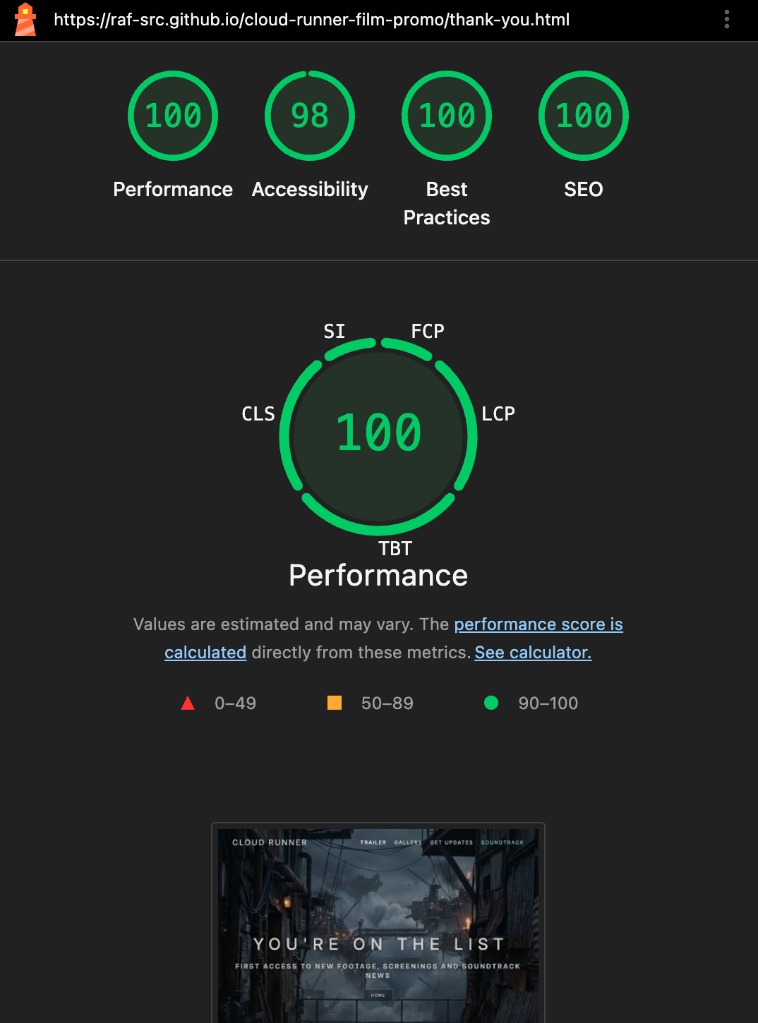 https://raf-src.github.io/cloud-runner-film-promo/thank-you.html
100
98
100
100
Performance
Accessibility
Best
Practices
SEO
SI
FCP
CLS
LCP
100
TBT
Performance
Values are estimated and may vary. The performance score is
calculated directly from these metrics. See calculator.
0–49
50–89
90–100
CLOUD RUNNER
TRAILER GALLERY GET UPDATES SOUNDTRACK
YOU'RE ON THE LIST
FIRST ACCESS TO NEW FOOTAGE, SCREENINGS AND SOUNDTRACK
NEWS
HOME